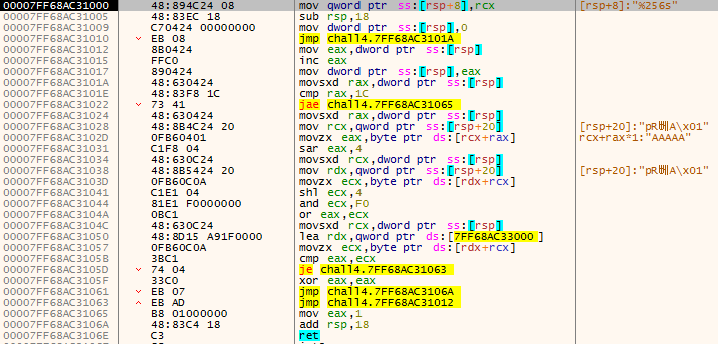 00007FF68AC31000 48:894C24 08 mov qword ptr ss:[rsp+8],rcx [rsp+8]:"%256s"
00007FF68AC31005 48:83EC 18 sub rsp,18
00007FF68AC31009 C70424 00000000 mov dword ptr ss:[rsp],0
00007FF68AC31010 EB 08 jmp chall4.7FF68AC3101A
00007FF68AC31012 8B0424 mov eax,dword ptr ss:[rsp]
00007FF68AC31015 FFC0 inc eax
00007FF68AC31017 890424 mov dword ptr ss:[rsp],eax
00007FF68AC3101A 48:630424 movsxd rax,dword ptr ss:[rsp]
00007FF68AC3101E 48:83F8 1C cmp rax,1C
00007FF68AC31022 73 41 jae chall4.7FF68AC31065
00007FF68AC31024 48:630424 movsxd rax,dword ptr ss:[rsp]
00007FF68AC31028 48:8B4C24 20 mov rcx,qword ptr ss:[rsp+20] [rsp+20]:"pR㪉A\x01"
00007FF68AC3102D 0FB60401 movzx eax,byte ptr ds:[rcx+rax] rcx+rax*1:"AAAAA"
00007FF68AC31031 C1F8 04 sar eax,4
00007FF68AC31034 48:630C24 movsxd rcx,dword ptr ss:[rsp]
00007FF68AC31038 48:8B5424 20 mov rdx,qword ptr ss:[rsp+20] [rsp+20]:"pR㪉A\x01"
00007FF68AC3103D 0FB60C0A movzx ecx,byte ptr ds:[rdx+rcx]
00007FF68AC31041 C1E1 04 shl ecx,4
00007FF68AC31044 81E1 F0000000 and ecx,F0
00007FF68AC3104A 0BC1 or eax,ecx
00007FF68AC3104C 48:630C24 movsxd rcx,dword ptr ss:[rsp]
00007FF68AC31050 48:8D15 A91F0000 lea rdx,qword ptr ds:[7FF68AC33000]
00007FF68AC31057 0FB60C0A movzx ecx,byte ptr ds:[rdx+rcx]
00007FF68AC3105B 3BC1 cmp eax,ecx
00007FF68AC3105D 74 04 je chall4.7FF68AC31063
00007FF68AC3105F 33C0 xor eax,eax
00007FF68AC31061 EB 07 jmp chall4.7FF68AC3106A
00007FF68AC31063 EB AD jmp chall4.7FF68AC31012
00007FF68AC31065 B8 01000000 mov eax,1
00007FF68AC3106A 48:83C4 18 add rsp,18
00007FF68AC3106E C3 ret